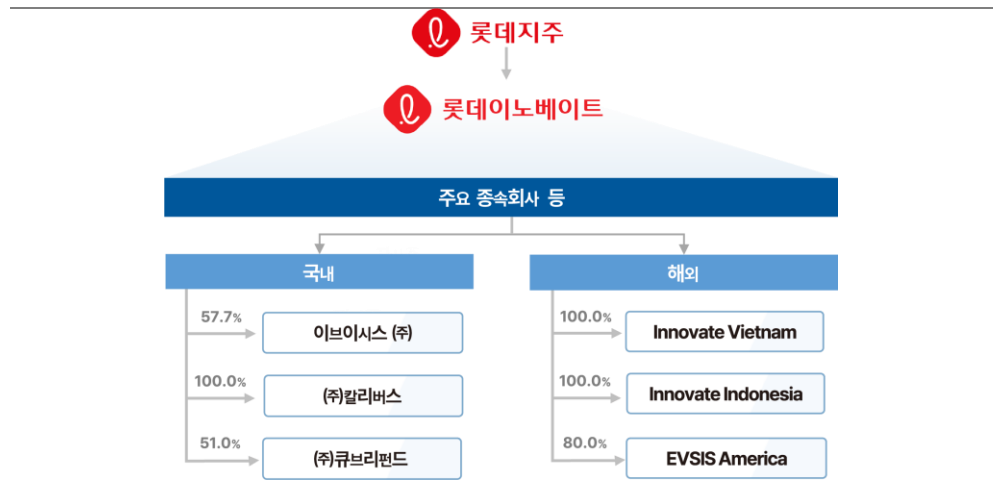 롯데지주
롯데이노베이트
주요 종속회사 등
국내
57.7%
이브이시스 (주)
100.0%
(주)칼리버스
51.0%
(주)큐브리펀드
해외
100.0%
Innovate Vietnam
100.0%
Innovate Indonesia
80.0%
EVSIS America